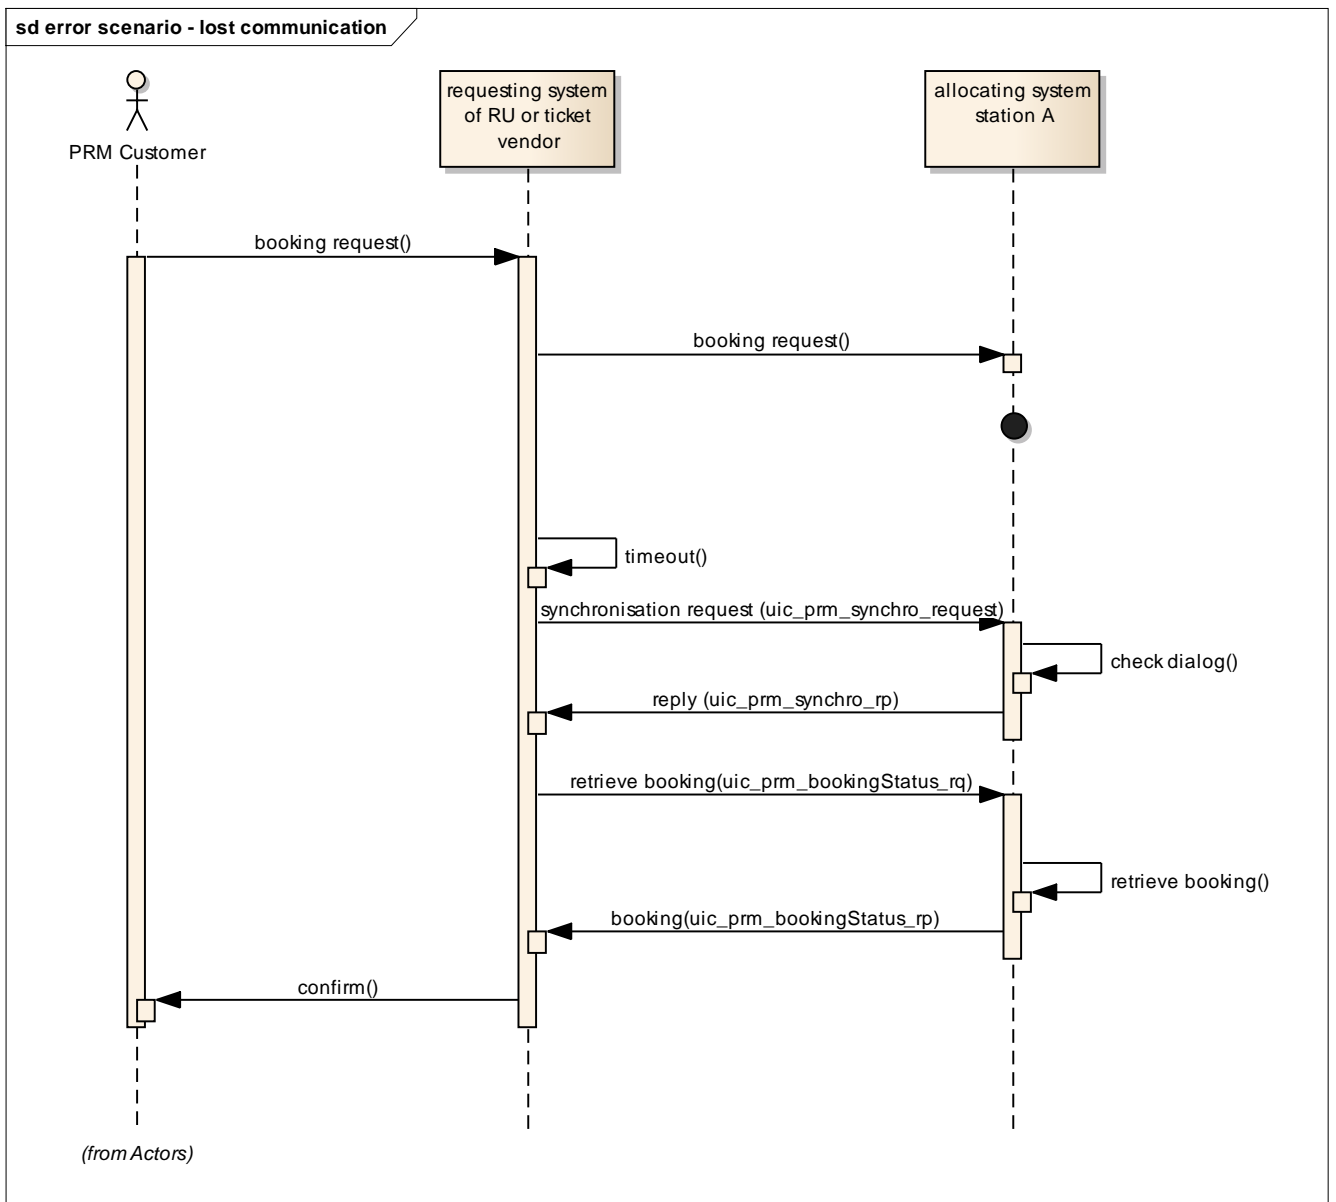 sd error scenario - lost communication
requesting system
of RU or ticket
vendor
allocating system
station A
PRM Customer
booking request()
booking request()
timeout()
synchronisation request (uic_prm_synchro_request)
check dialog()
reply (uic_prm_synchro_rp)
retrieve booking(uic_prm_bookingStatus_rq)
retrieve booking()
booking(uic_prm_bookingStatus_rp)
confirm()
(from Actors)